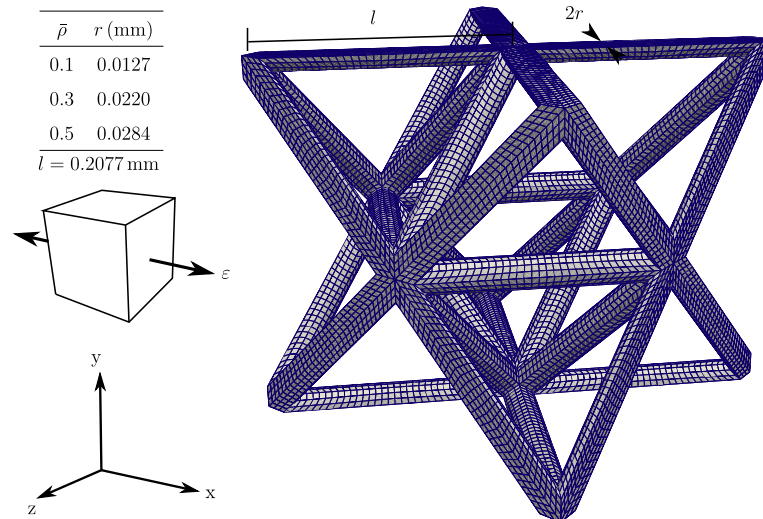 ρ̄ r (mm)
0.1 0.0127
0.3 0.0220
0.5 0.0284
l = 0.2077 mm
l
2r
ε
y
x
z